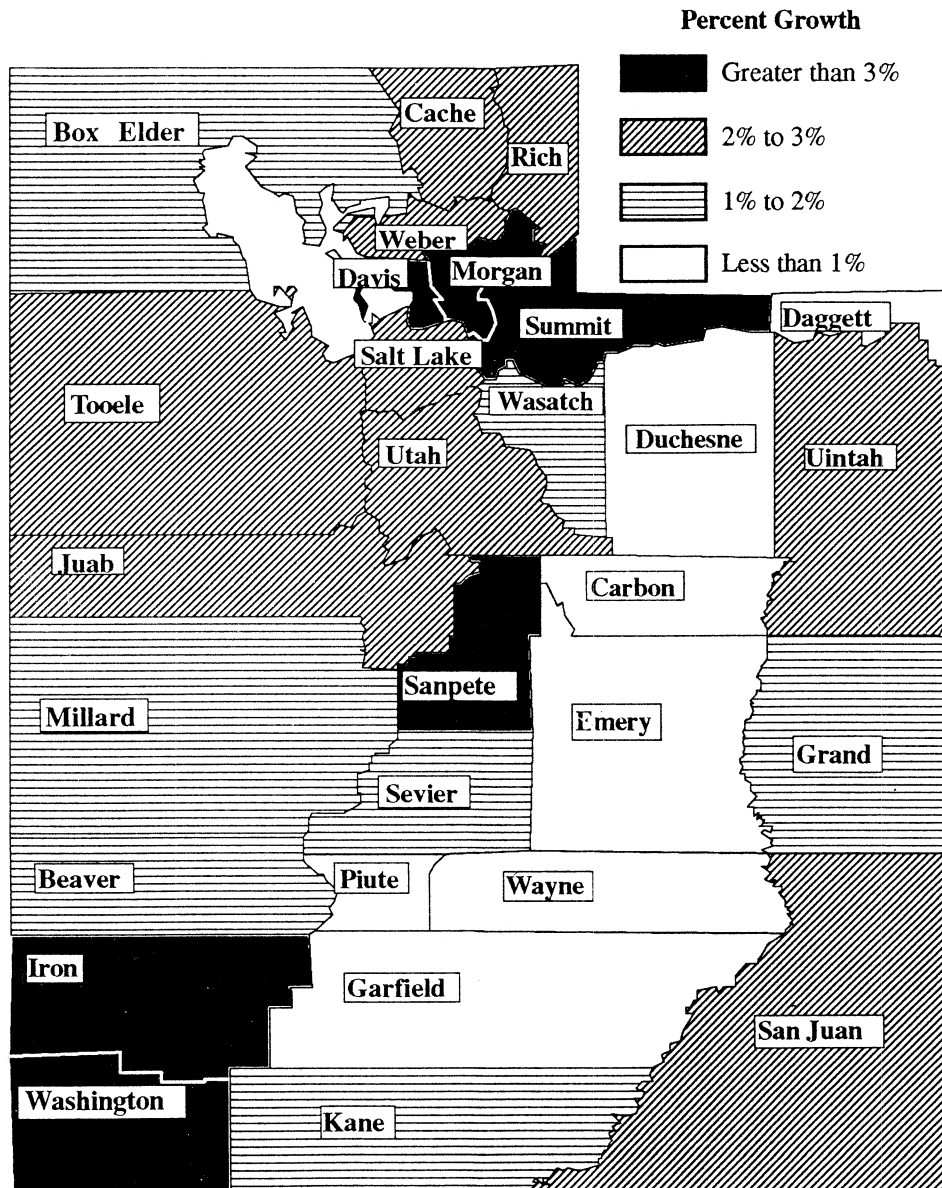 Percent Growth
Greater than 3%
2% to 3%
1% to 2%
Less than 1%
Cache
Box Elder
Rich
Weber
Davis
Morgan
Summit
Daggett
Salt Lake
Tooele
Wasatch
Duchesne
Utah
Uintah
Juab
Carbon
Sanpete
Millard
Emery
Grand
Sevier
Beaver
Piute
Wayne
Iron
Garfield
San Juan
Washington
Kane